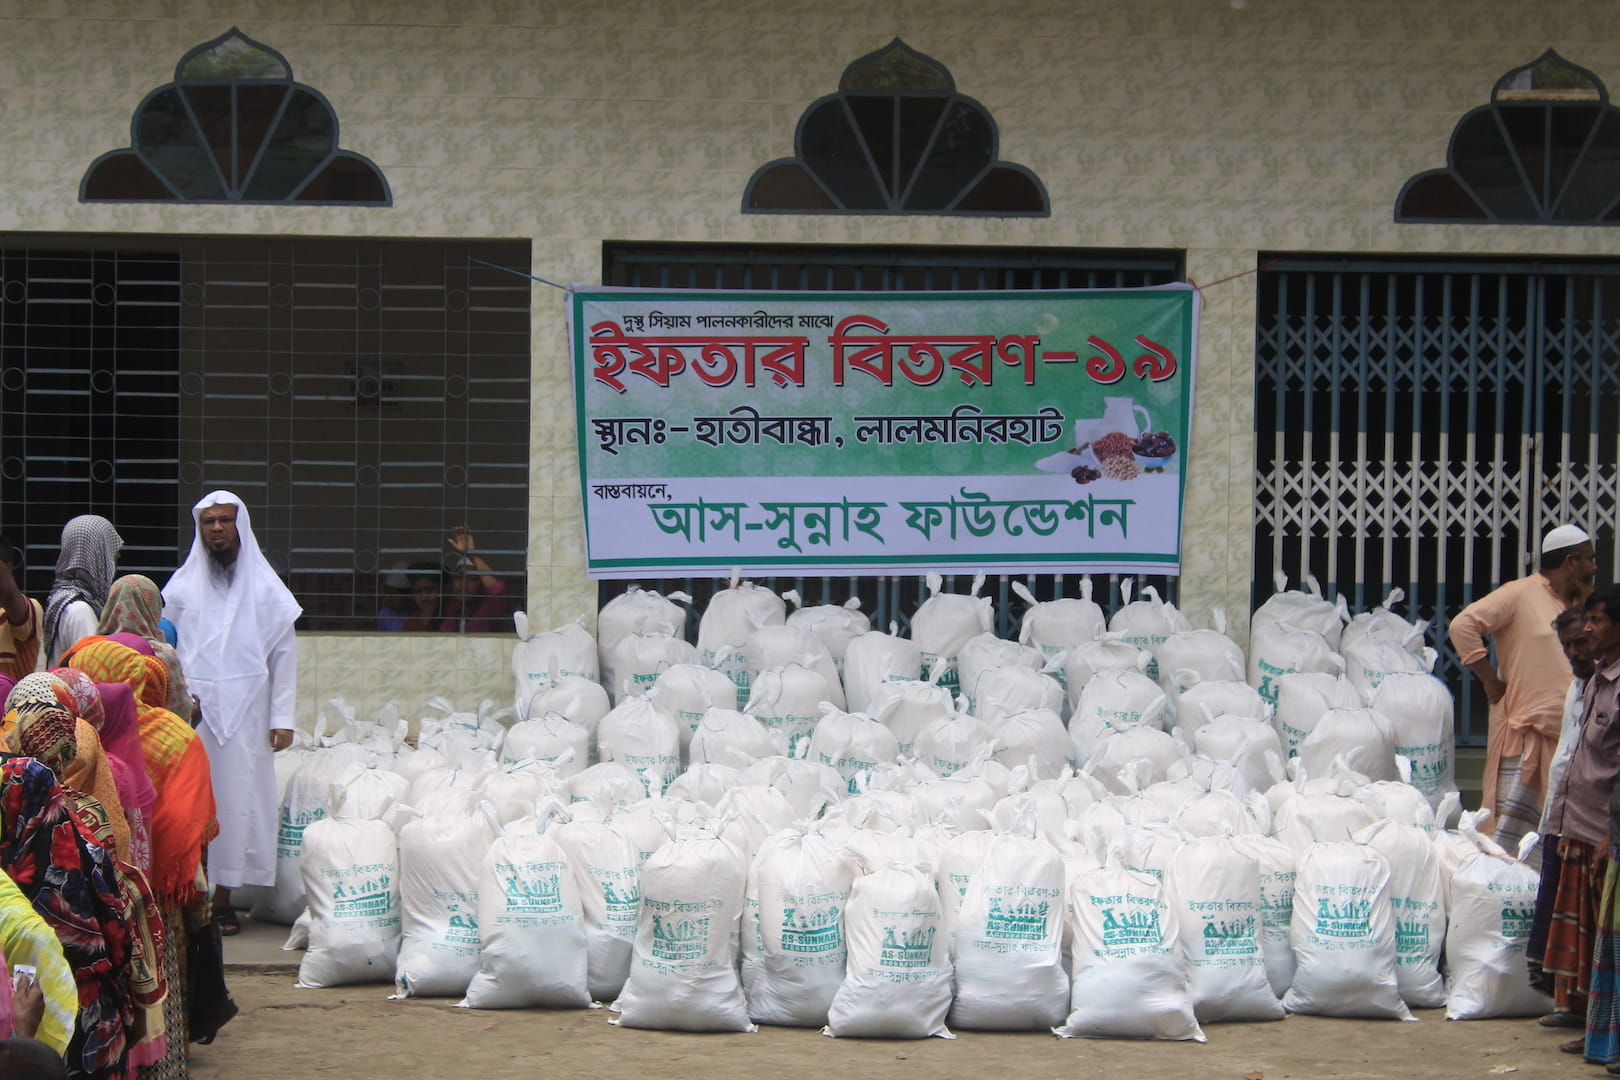 দুস্থ সিয়াম পালনকারীদের মাঝে
ইফতার বিতরণ-১৯
স্থানঃ-হাতীবান্ধা, লালমনিরহাট
বাস্তবায়নে,
আস-সুন্নাহ ফাউন্ডেশন
ইফতার বিতরণ-১৯
AS-SUNNAH
FOUNDATION
আস-সুন্নাহ ফাউন্ডেশন